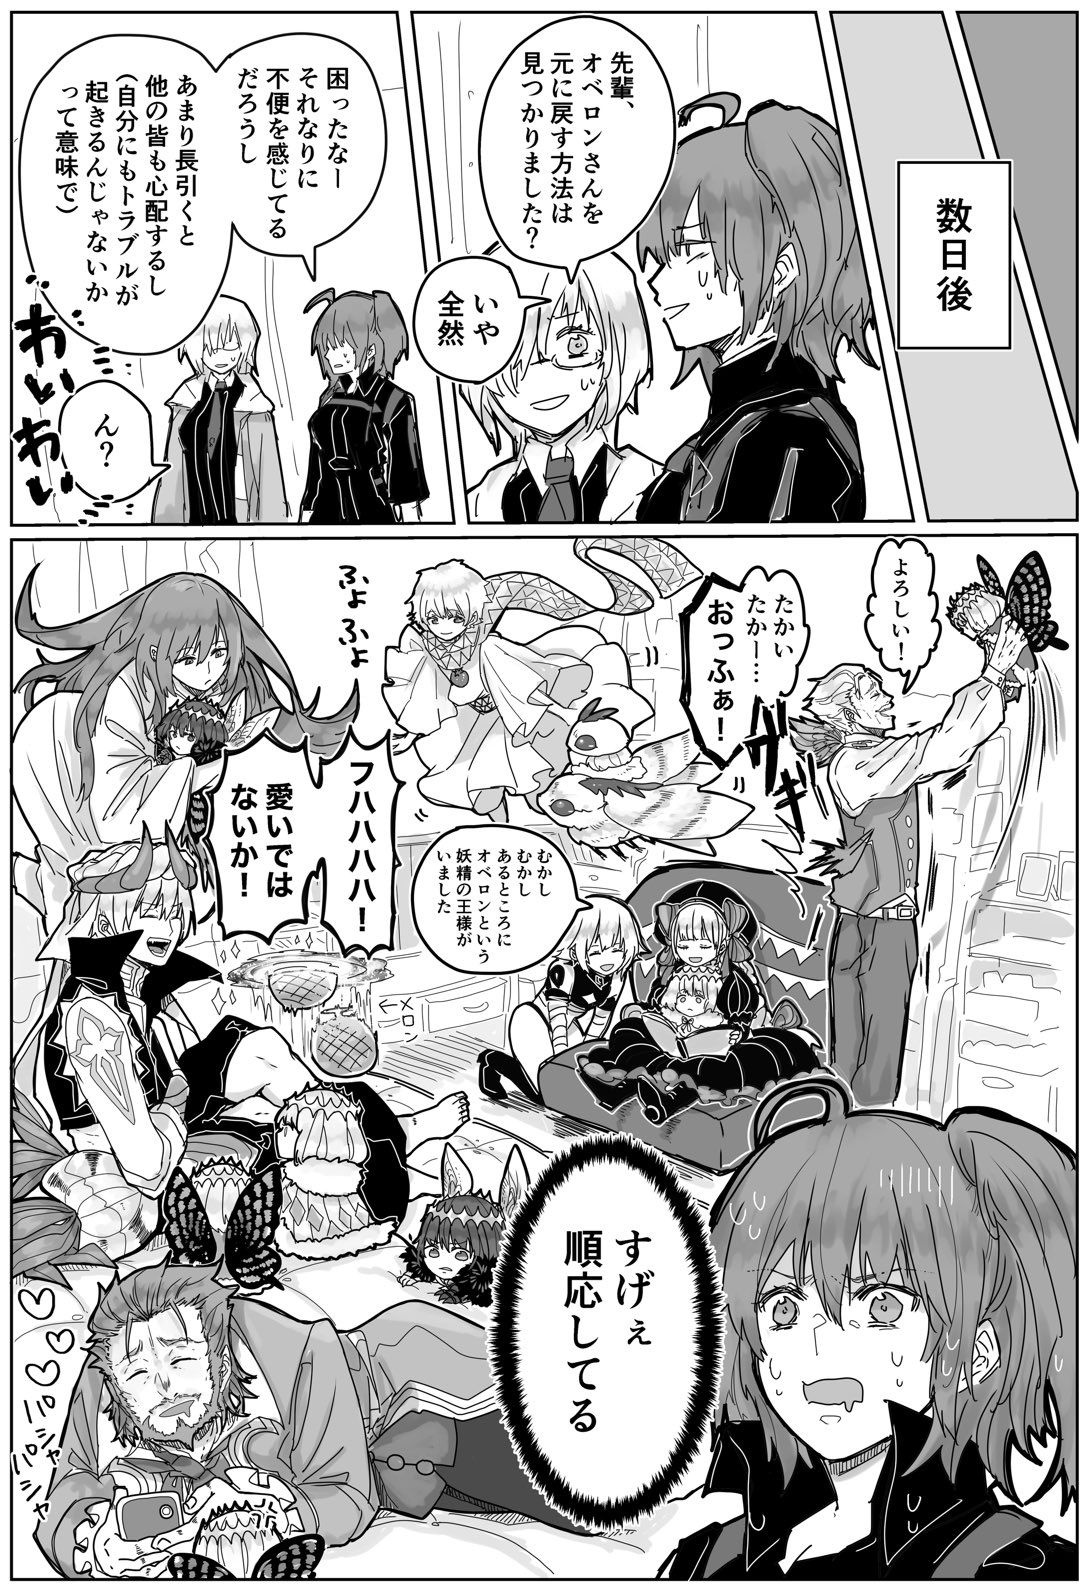 数日後
先輩、
オベロンさんを
元に戻す方法は
見つかりました?
いや
全然
困ったなー
それなりに
不便を感じてる
だろうし
あまり長引くと
他の皆も心配するし
(自分にもトラブルが
起きるんじゃないか
って意味で)
わい
わい
ん?
よろしい!
たかい
たかー…
おっふぁ!
グギ
ふよ
ふよ
フハハハハハ!
愛いでは
ないか!
むかし
むかし
あるところに
オベロンという
妖精の王様が
いました
←メロン
すげぇ
順応してる
パシャ
パシャ